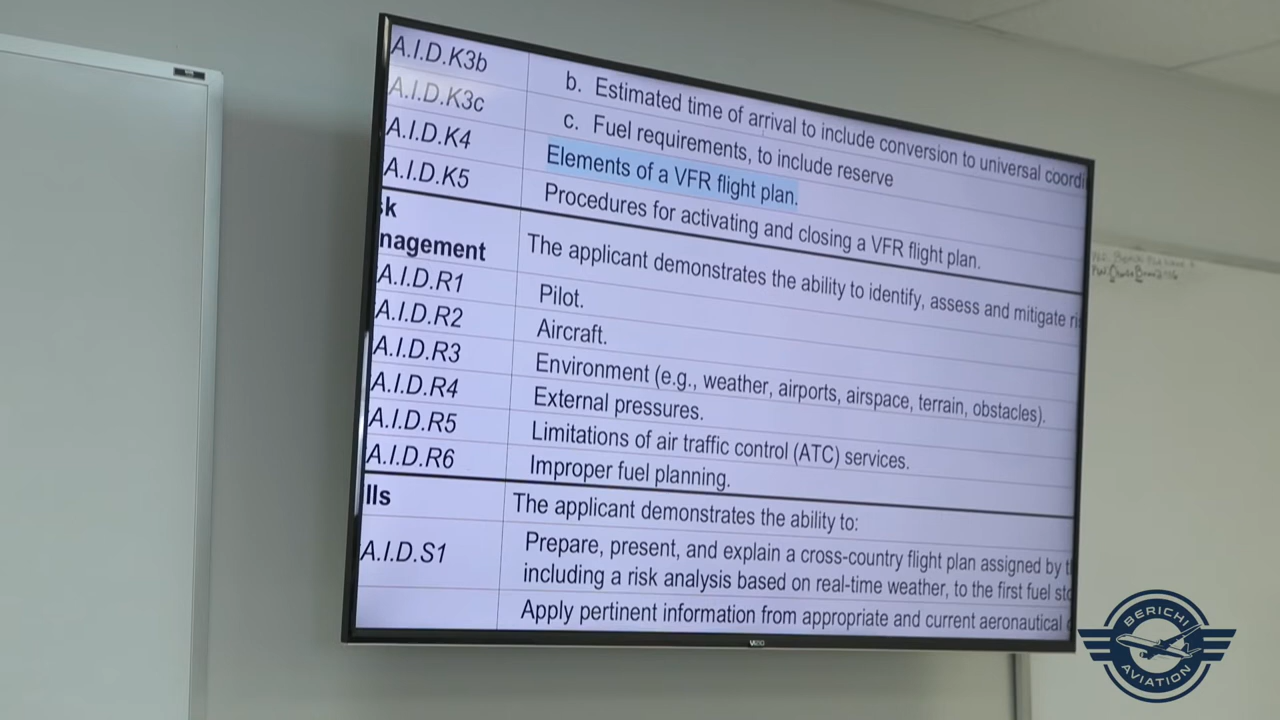 A.I.D.K3b b. Estimated time of arrival to include conversion to universal coordi
A.I.D.K3c c. Fuel requirements, to include reserve
A.I.D.K4 Elements of a VFR flight plan.
A.I.D.K5 Procedures for activating and closing a VFR flight plan.
sk
nagement The applicant demonstrates the ability to identify, assess and mitigate ri
A.I.D.R1 Pilot.
A.I.D.R2 Aircraft.
A.I.D.R3 Environment (e.g., weather, airports, airspace, terrain, obstacles).
A.I.D.R4 External pressures.
A.I.D.R5 Limitations of air traffic control (ATC) services.
A.I.D.R6 Improper fuel planning.
lls The applicant demonstrates the ability to:
A.I.D.S1 Prepare, present, and explain a cross-country flight plan assigned by t
including a risk analysis based on real-time weather, to the first fuel sto
Apply pertinent information from appropriate and current aeronautical
VIZIO
BERICHI
AVIATION